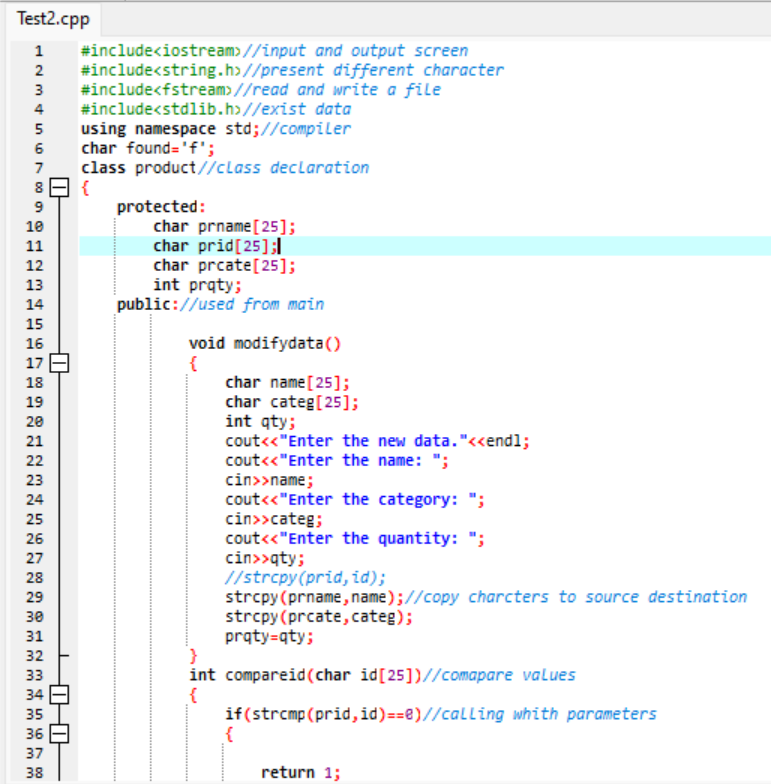 Test2.cpp
1 #include<iostream>//input and output screen
2 #include<string.h>//present different character
3 #include<fstream>//read and write a file
4 #include<stdlib.h>//exist data
5 using namespace std;//compiler
6 char found='f';
7 class product//class declaration
8 {
9 protected:
10 char prname[25];
11 char prid[25];
12 char prcate[25];
13 int prqty;
14 public://used from main
15
16 void modifydata()
17 {
18 char name[25];
19 char categ[25];
20 int qty;
21 cout<<"Enter the new data."<<endl;
22 cout<<"Enter the name: ";
23 cin>>name;
24 cout<<"Enter the category: ";
25 cin>>categ;
26 cout<<"Enter the quantity: ";
27 cin>>qty;
28 //strcpy(prid,id);
29 strcpy(prname,name);//copy charcters to source destination
30 strcpy(prcate,categ);
31 prqty=qty;
32 }
33 int compareid(char id[25])//comapare values
34 {
35 if(strcmp(prid,id)==0)//calling whith parameters
36 {
37
38 return 1;